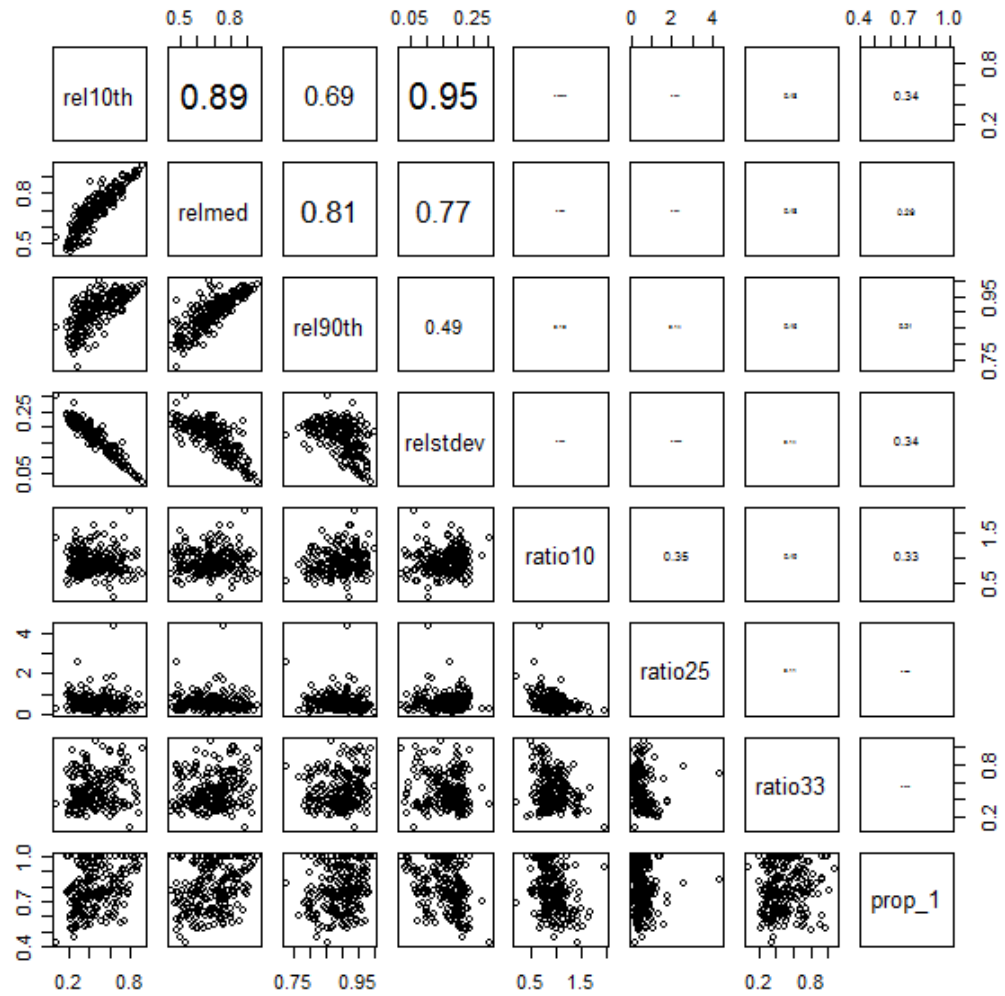 0.5 0.8 0.05 0.25 0 2 4 0.4 0.7 1.0
rel10th 0.89 0.69 0.95 0.34 0.2 0.8
0.5 0.8 relmed 0.81 0.77
rel90th 0.49 0.75 0.95
0.05 0.25 relstdev 0.34
ratio10 0.35 0.33 0.5 1.5
0 2 4 ratio25
ratio33 0.2 0.8
0.4 0.7 1.0 prop_1
0.2 0.8 0.75 0.95 0.5 1.5 0.2 0.8